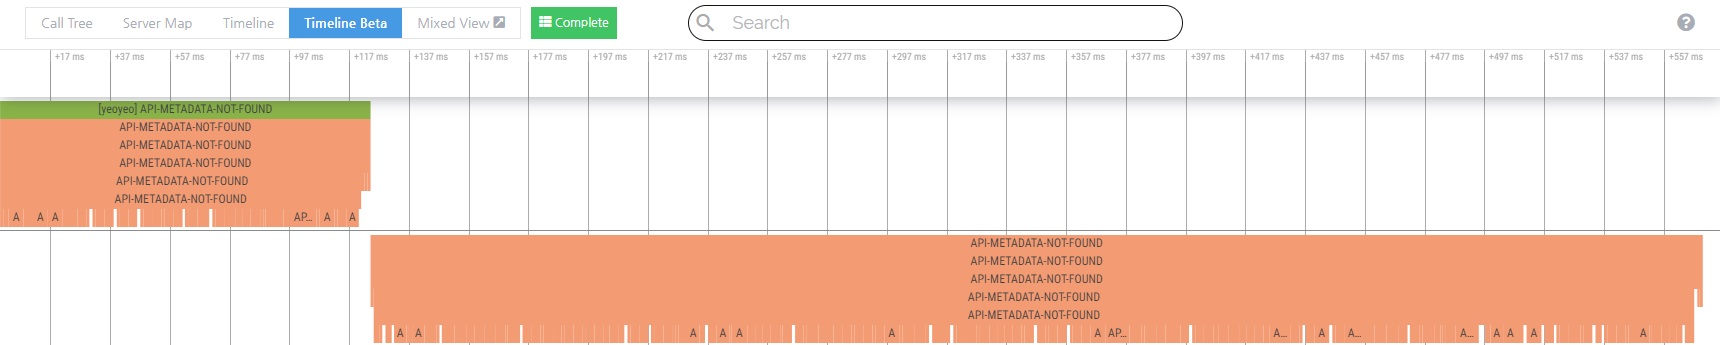 Call Tree Server Map Timeline Timeline Beta Mixed View Complete Search
+17 ms +37 ms +57 ms +77 ms +97 ms +117 ms +137 ms +157 ms +177 ms +197 ms +217 ms +237 ms +257 ms +277 ms +297 ms +317 ms +337 ms +357 ms +377 ms +397 ms +417 ms +437 ms +457 ms +477 ms +497 ms +517 ms +537 ms +557 ms
[yeoyeo] API-METADATA-NOT-FOUND
API-METADATA-NOT-FOUND
API-METADATA-NOT-FOUND
API-METADATA-NOT-FOUND
API-METADATA-NOT-FOUND
API-METADATA-NOT-FOUND
A A A AP... A A
API-METADATA-NOT-FOUND
API-METADATA-NOT-FOUND
API-METADATA-NOT-FOUND
API-METADATA-NOT-FOUND
API-METADATA-NOT-FOUND
A A A A A A A AP... A... A A... A... A A A A